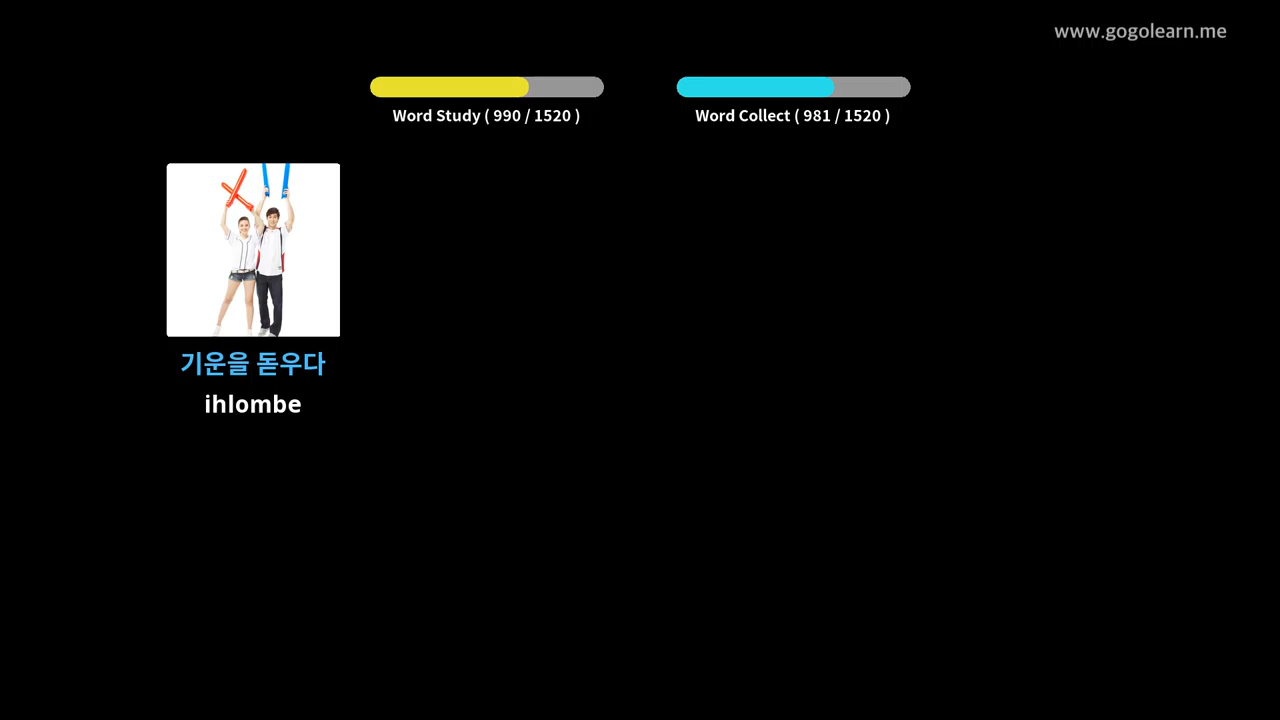 www.gogolearn.me
Word Study ( 990 / 1520 )
Word Collect ( 981 / 1520 )
기운을 돋우다
ihlombe